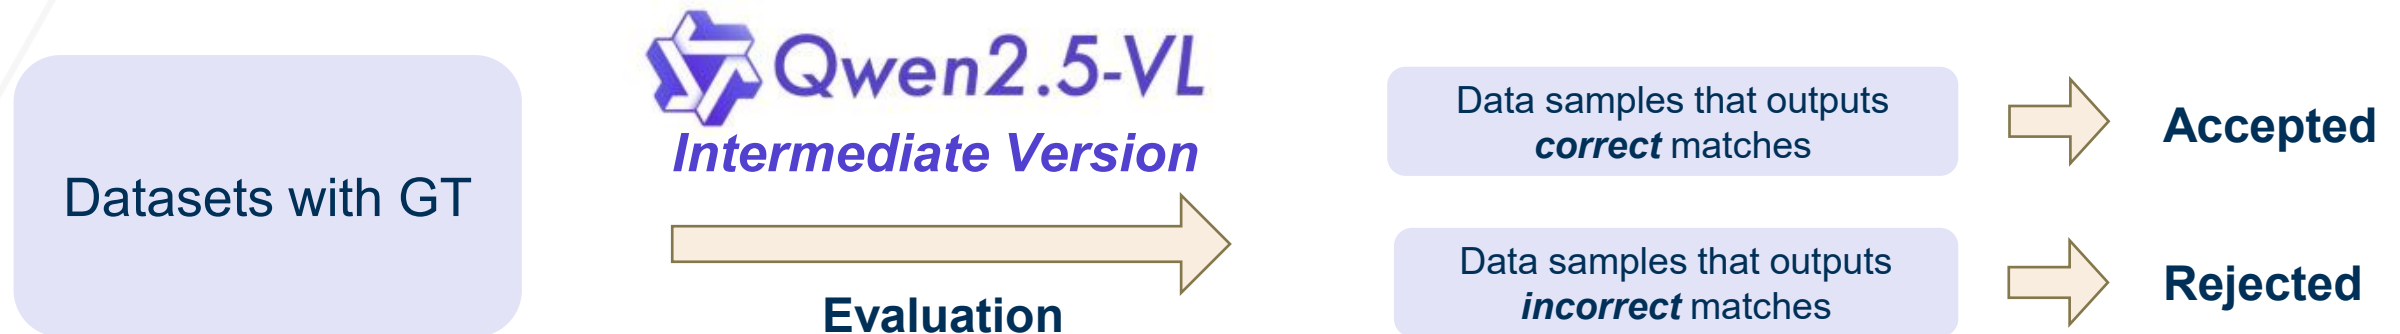 Datasets with GT
Qwen2.5-VL
Intermediate Version
Evaluation
Data samples that outputs
correct matches
Accepted
Data samples that outputs
incorrect matches
Rejected